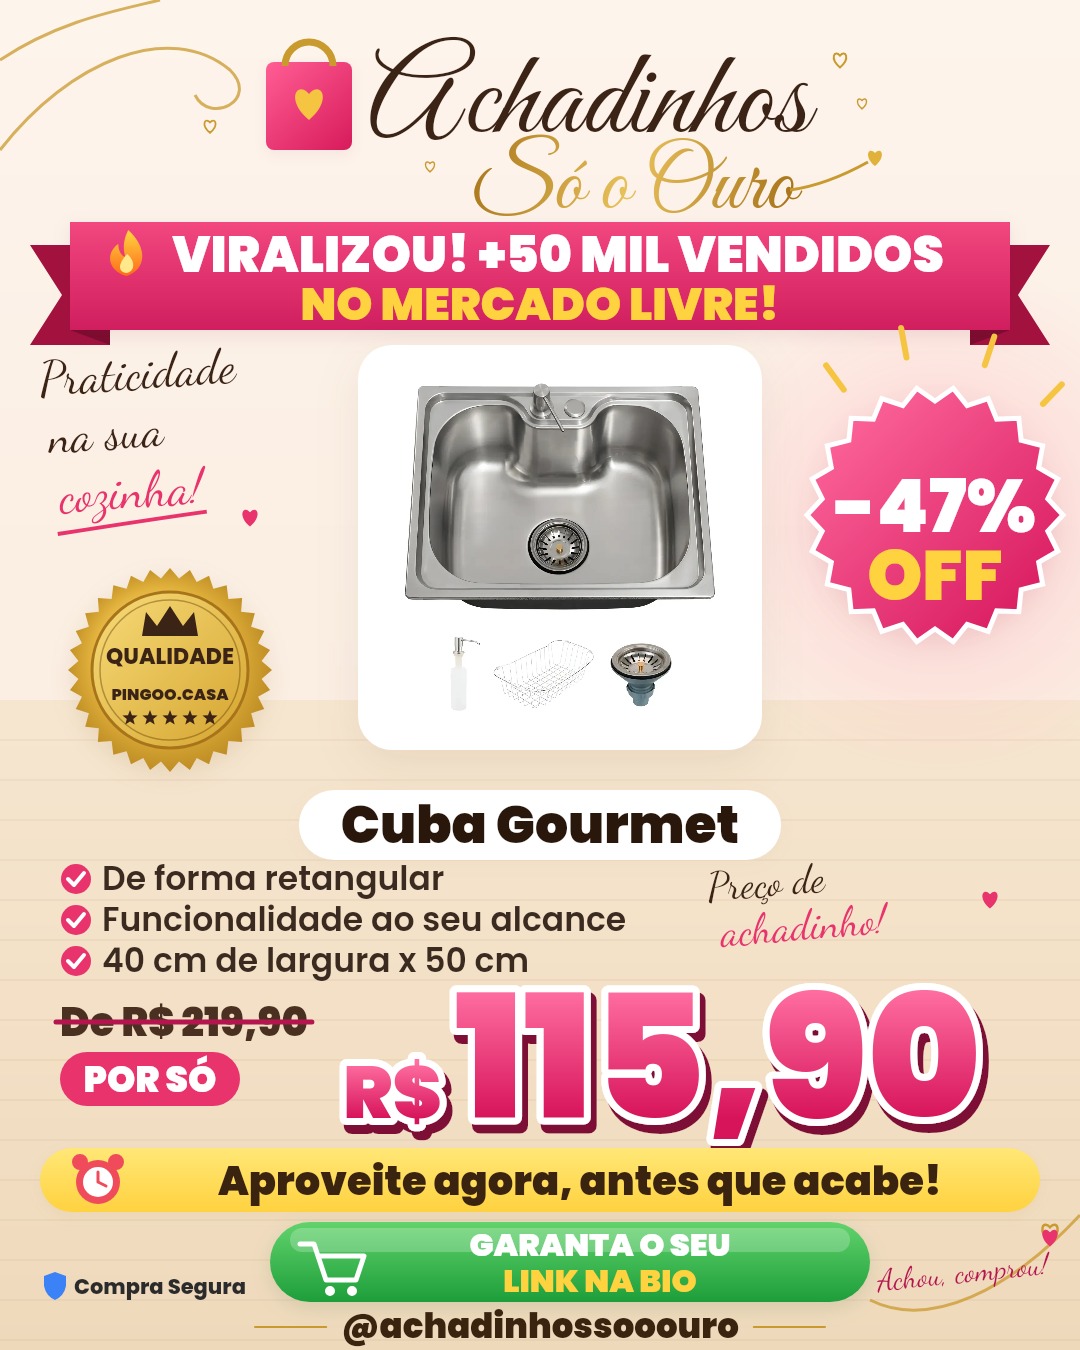 Achadinhos
Só o Ouro
VIRALIZOU! +50 MIL VENDIDOS
NO MERCADO LIVRE!
Praticidade
na sua
cozinha!
-47%
OFF
QUALIDADE
PINGOO.CASA
Cuba Gourmet
De forma retangular
Funcionalidade ao seu alcance
40 cm de largura x 50 cm
Preço de
achadinho!
De R$ 219,90
POR SÓ
R$ 115,90
Aproveite agora, antes que acabe!
GARANTA O SEU
LINK NA BIO
Compra Segura
Achou, comprou!
@achadinhossooouro